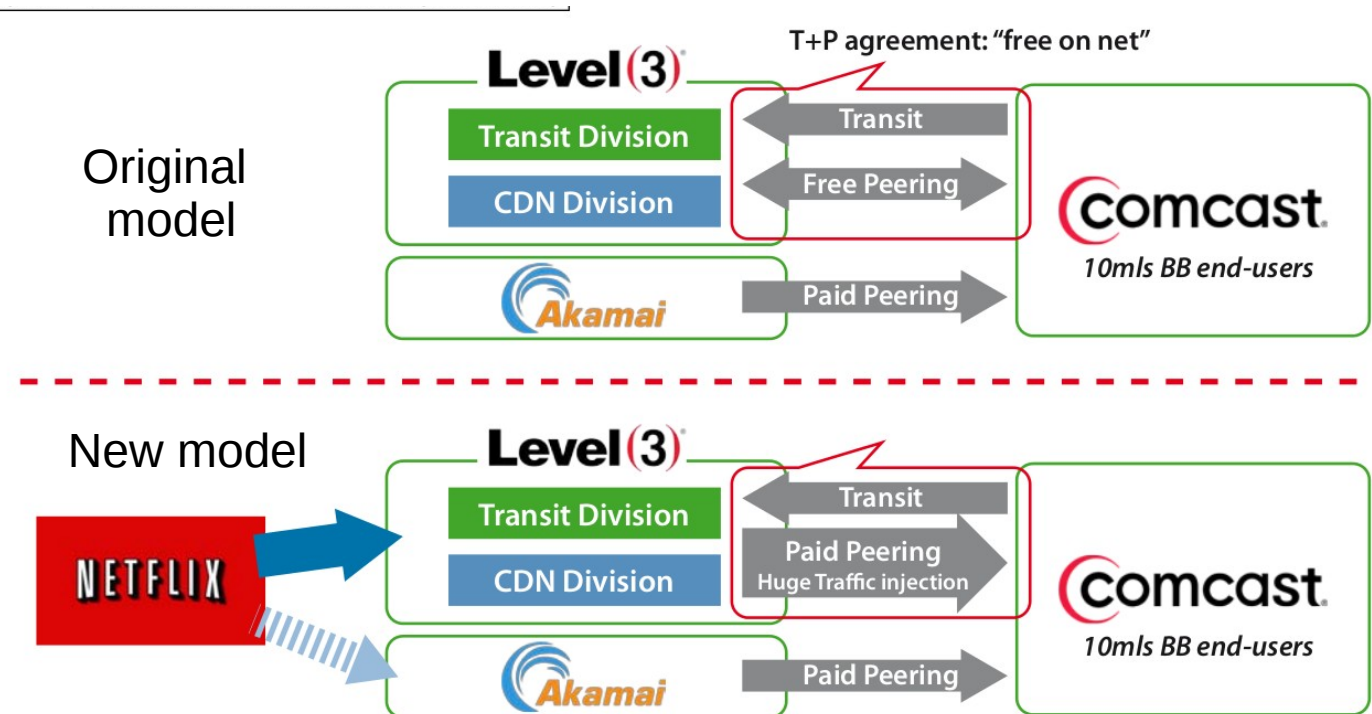 T+P agreement: “free on net”
Level(3)
Original
model
Transit Division
CDN Division
Transit
Free Peering
Comcast.
10mls BB end-users
Akamai
Paid Peering
New model
NETFLIX
Level(3)
Transit Division
CDN Division
Transit
Paid Peering
Huge Traffic injection
Comcast.
10mls BB end-users
Akamai
Paid Peering